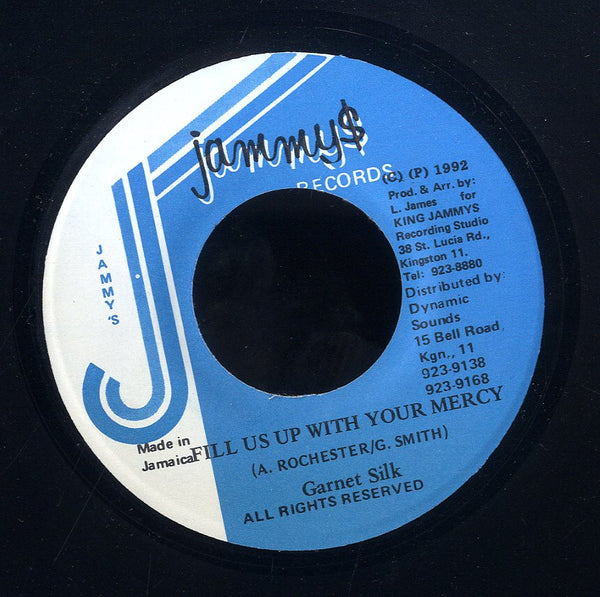 jammy$
RECORDS
JAMMY'S
(C) (P) 1992
Prod. & Arr. by:
L. James for
KING JAMMYS
Recording Studio
38 St. Lucia Rd.,
Kingston 11.
Tel: 923-8880
Distributed by:
Dynamic
Sounds
15 Bell Road,
Kgn., 11
923-9138
923-9168
Made in
Jamaica
FILL US UP WITH YOUR MERCY
(A. ROCHESTER/G. SMITH)
Garnet Silk
ALL RIGHTS RESERVED